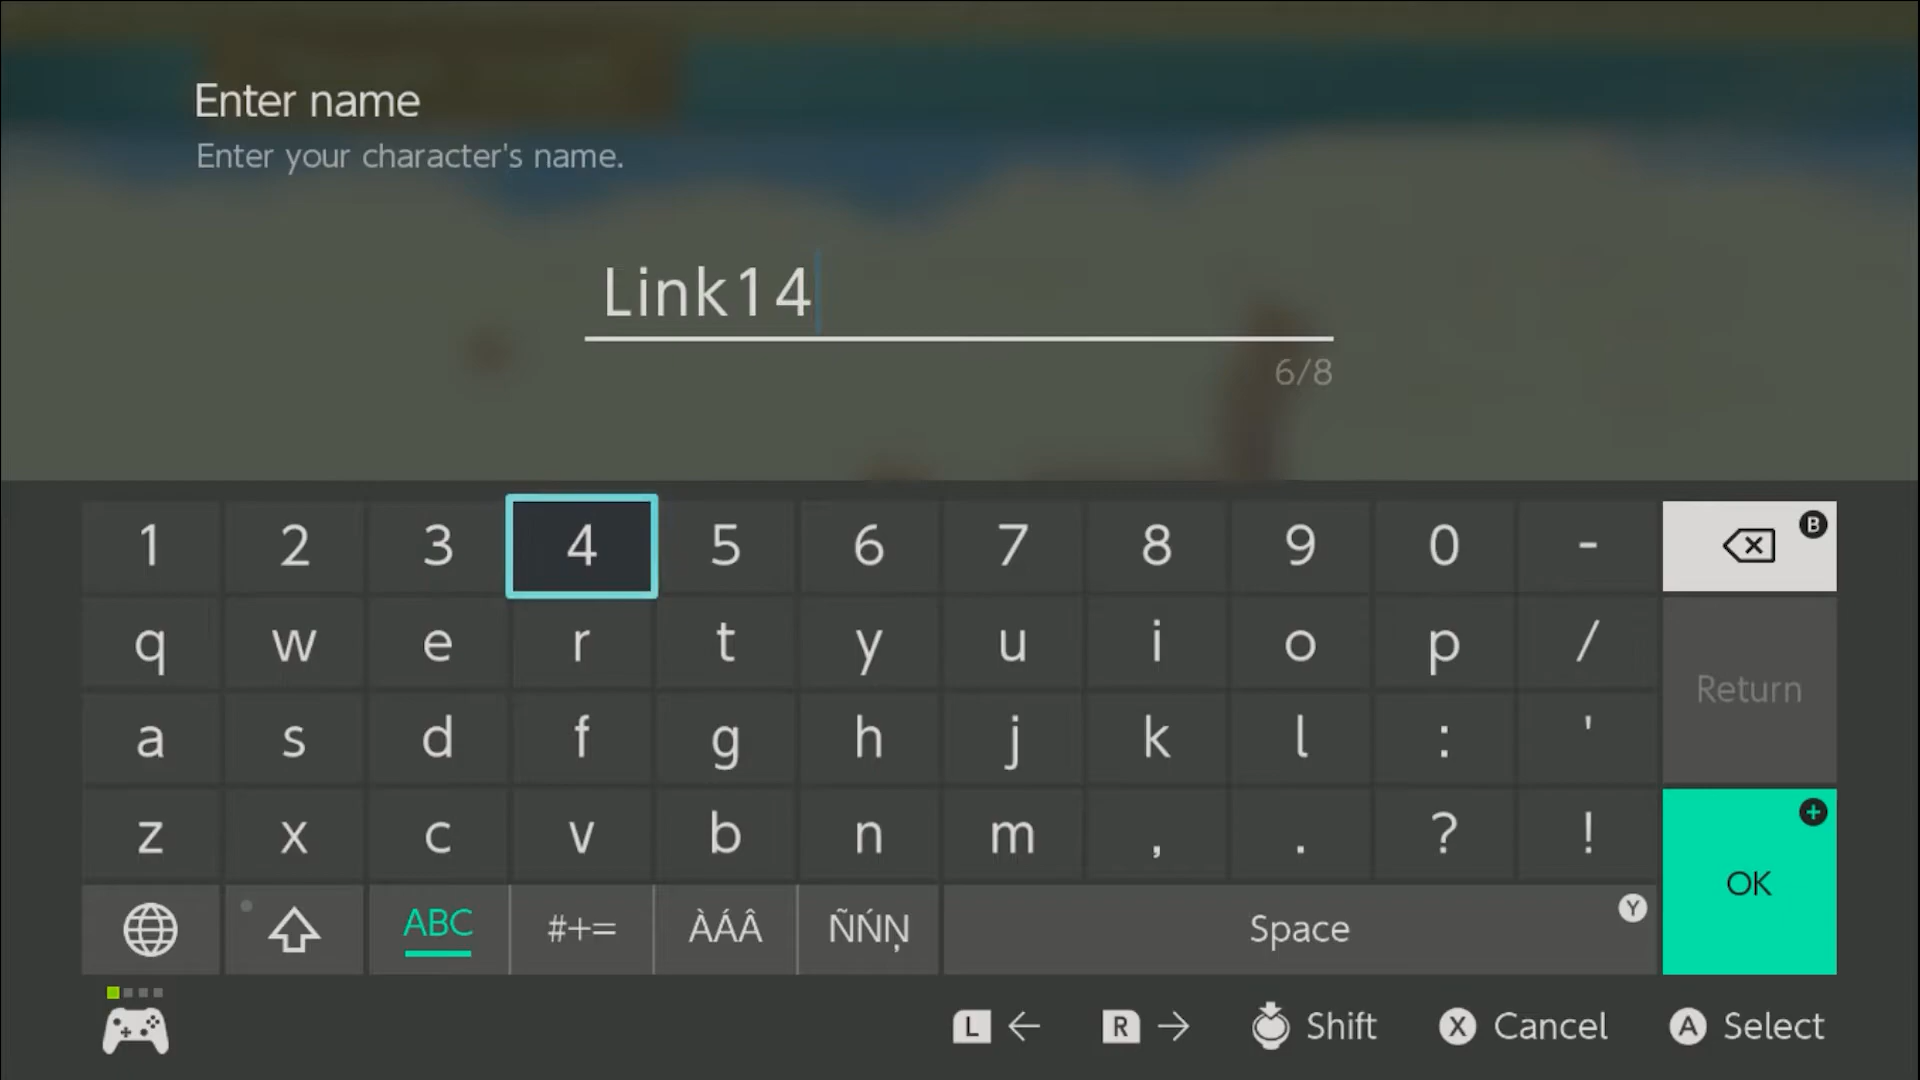 Enter name
Enter your character's name.
Link14
6/8
1 2 3 4 5 6 7 8 9 0 - B
q w e r t y u i o p / Return
a s d f g h j k l : '
z x c v b n m , . ? ! + OK
ABC #+= ÀÁÂ ÑŃŅ Space Y
L ← R → Shift X Cancel A Select